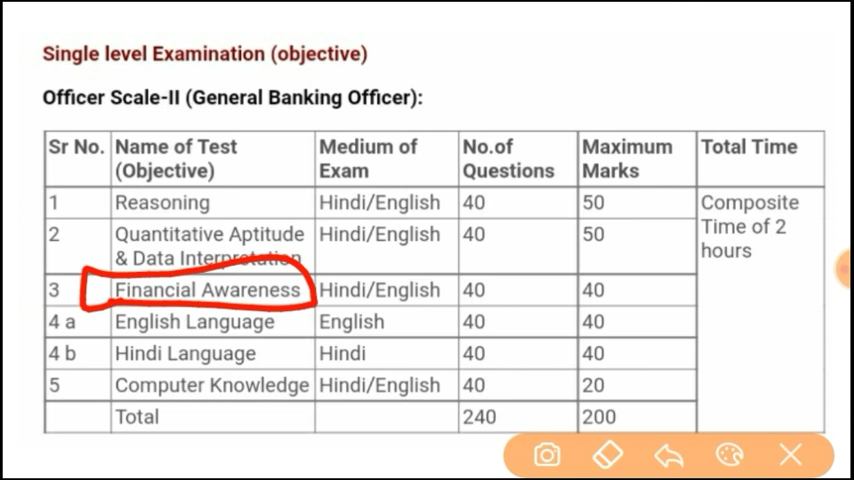 Single level Examination (objective)
Officer Scale-II (General Banking Officer):
Sr No. Name of Test (Objective) Medium of Exam No.of Questions Maximum Marks Total Time
1 Reasoning Hindi/English 40 50 Composite Time of 2 hours
2 Quantitative Aptitude & Data Interpretation Hindi/English 40 50
3 Financial Awareness Hindi/English 40 40
4 a English Language English 40 40
4 b Hindi Language Hindi 40 40
5 Computer Knowledge Hindi/English 40 20
Total 240 200